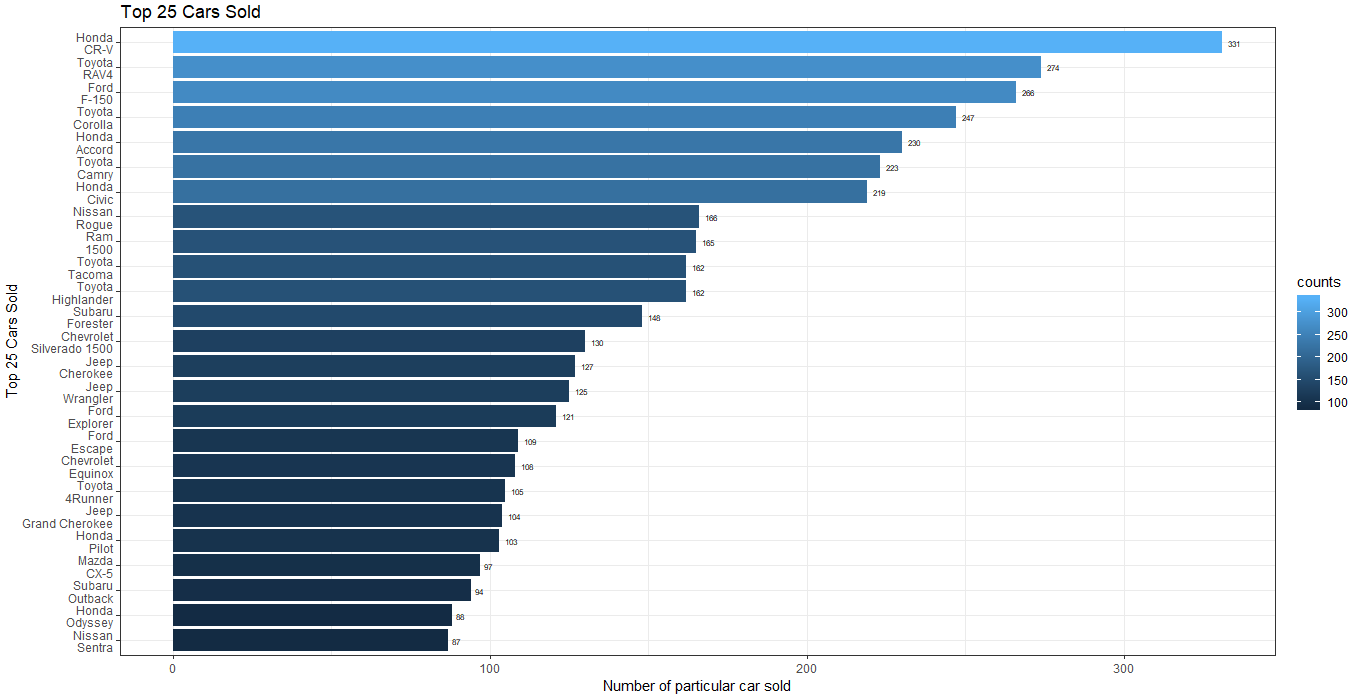 Top 25 Cars Sold
Honda
CR-V
331
Toyota
RAV4
274
Ford
F-150
266
Toyota
Corolla
247
Honda
Accord
230
Toyota
Camry
223
Honda
Civic
219
Nissan
Rogue
166
Ram
1500
165
Toyota
Tacoma
162
Toyota
Highlander
162
Subaru
Forester
148
Chevrolet
Silverado 1500
130
Jeep
Cherokee
127
Jeep
Wrangler
125
Ford
Explorer
121
Ford
Escape
109
Chevrolet
Equinox
108
Toyota
4Runner
105
Jeep
Grand Cherokee
104
Honda
Pilot
103
Mazda
CX-5
97
Subaru
Outback
94
Honda
Odyssey
88
Nissan
Sentra
87
Top 25 Cars Sold
0 100 200 300
Number of particular car sold
counts
300
250
200
150
100